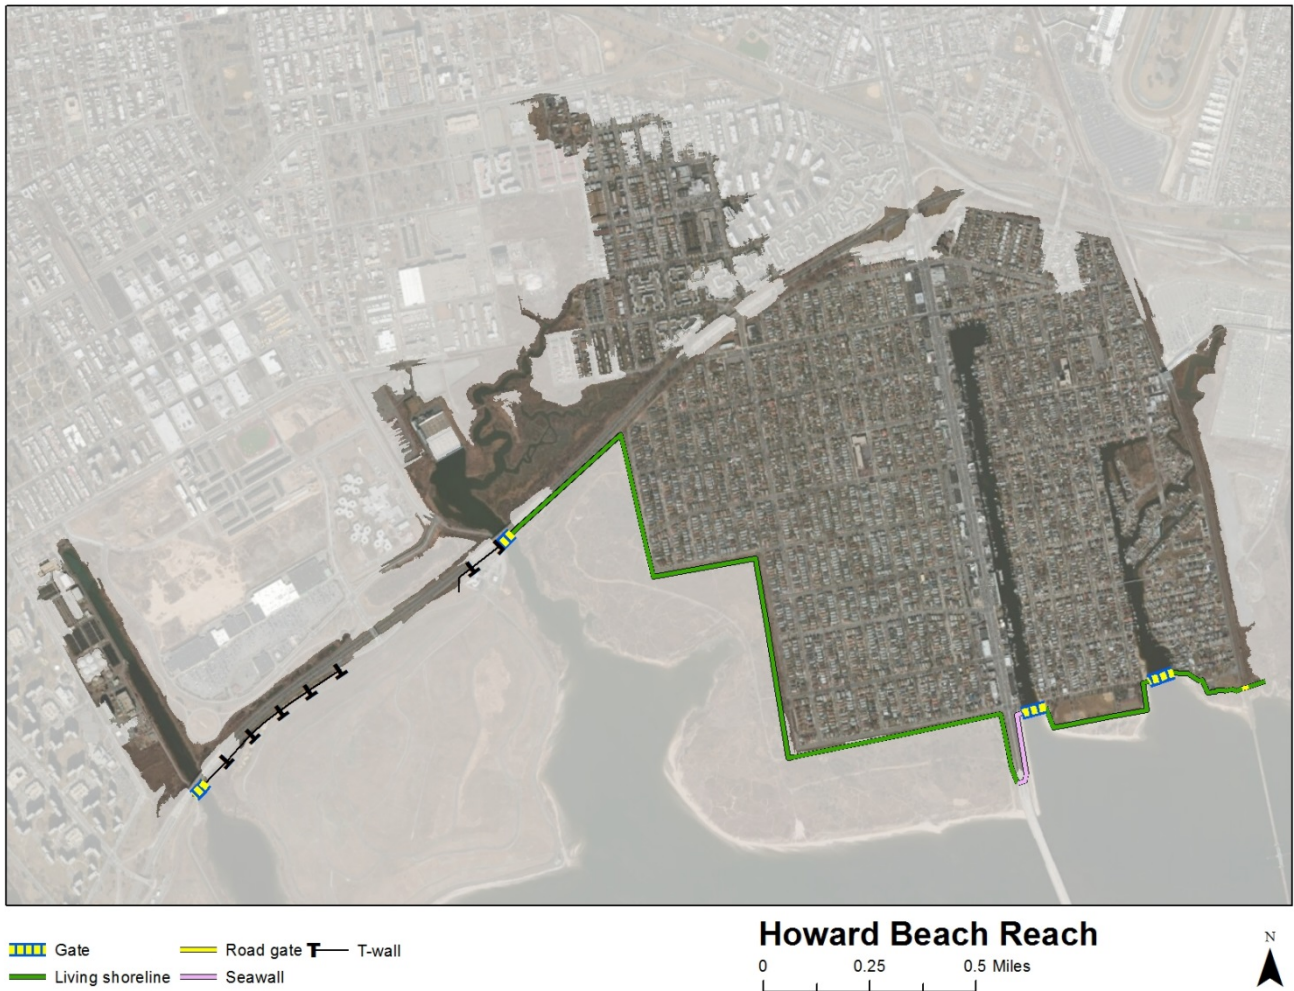 Howard Beach Reach
0 0.25 0.5 Miles
N
Gate Road gate T-wall
Living shoreline Seawall